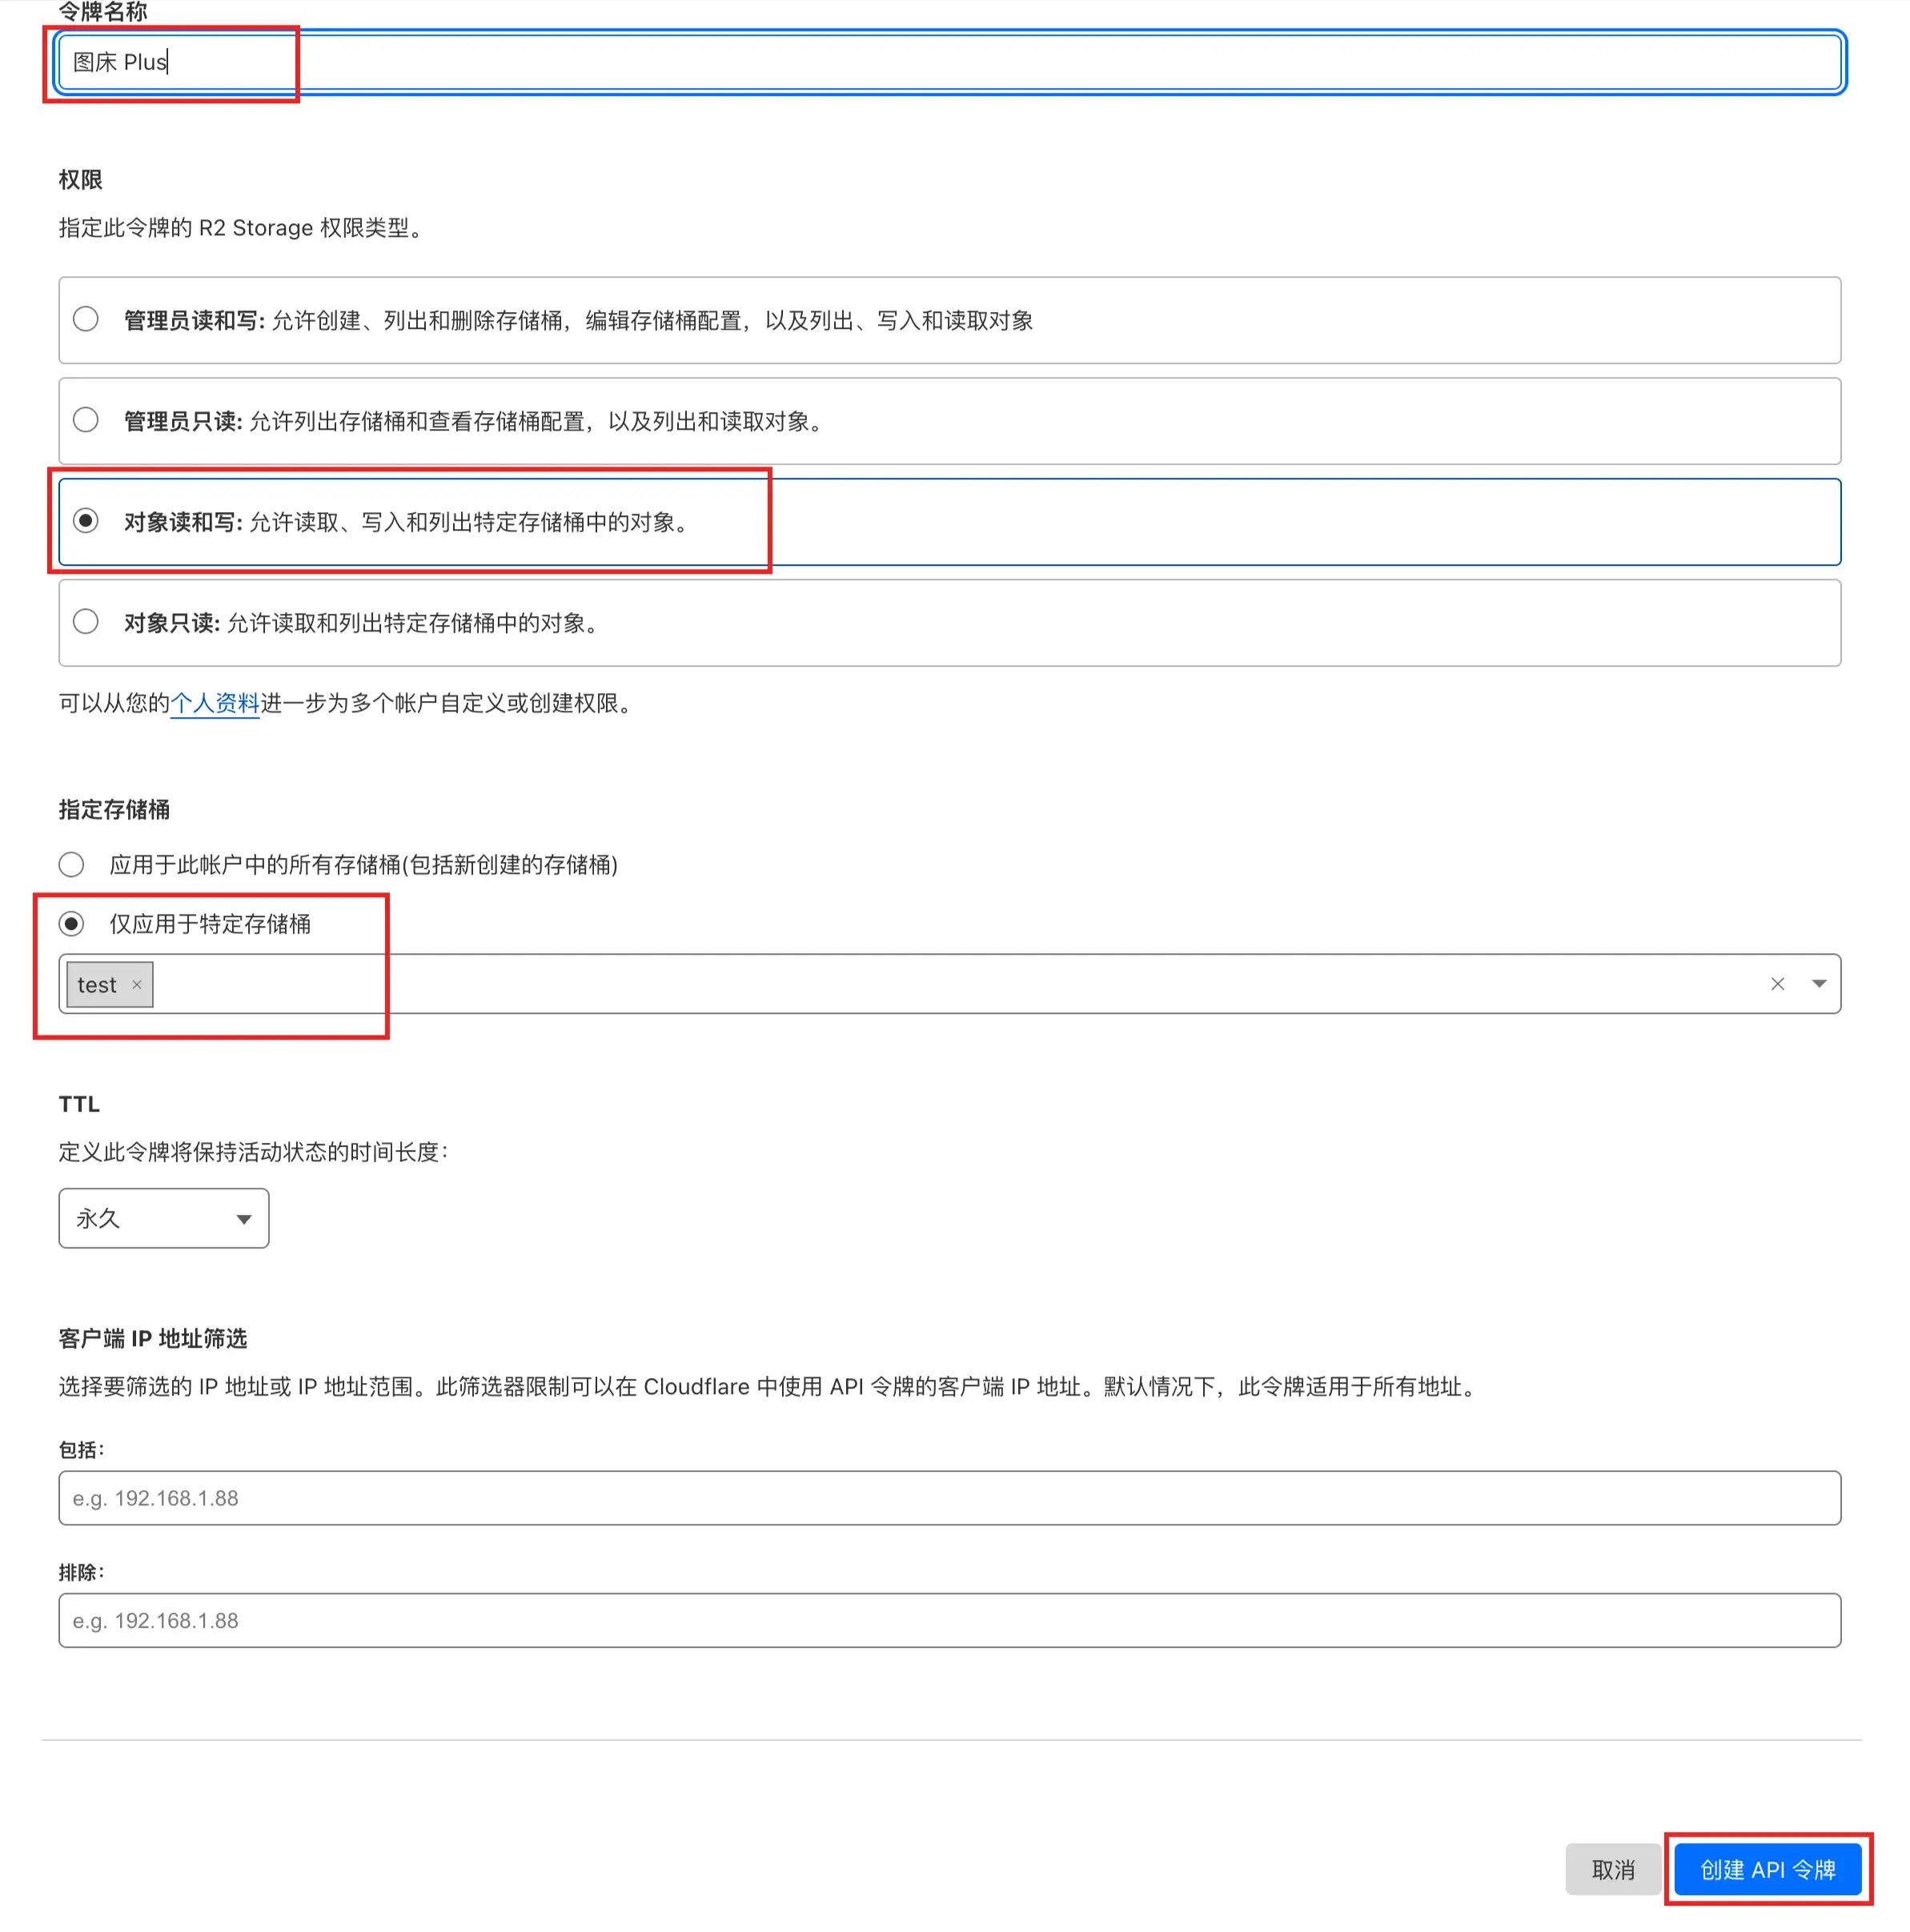 令牌名称
图床 Plus
权限
指定此令牌的 R2 Storage 权限类型。
管理员读和写: 允许创建、列出和删除存储桶，编辑存储桶配置，以及列出、写入和读取对象
管理员只读: 允许列出存储桶和查看存储桶配置，以及列出和读取对象。
对象读和写: 允许读取、写入和列出特定存储桶中的对象。
对象只读: 允许读取和列出特定存储桶中的对象。
可以从您的个人资料进一步为多个帐户自定义或创建权限。
指定存储桶
应用于此帐户中的所有存储桶(包括新创建的存储桶)
仅应用于特定存储桶
test ×
TTL
定义此令牌将保持活动状态的时间长度：
永久
客户端 IP 地址筛选
选择要筛选的 IP 地址或 IP 地址范围。此筛选器限制可以在 Cloudflare 中使用 API 令牌的客户端 IP 地址。默认情况下，此令牌适用于所有地址。
包括：
e.g. 192.168.1.88
排除：
e.g. 192.168.1.88
取消
创建 API 令牌